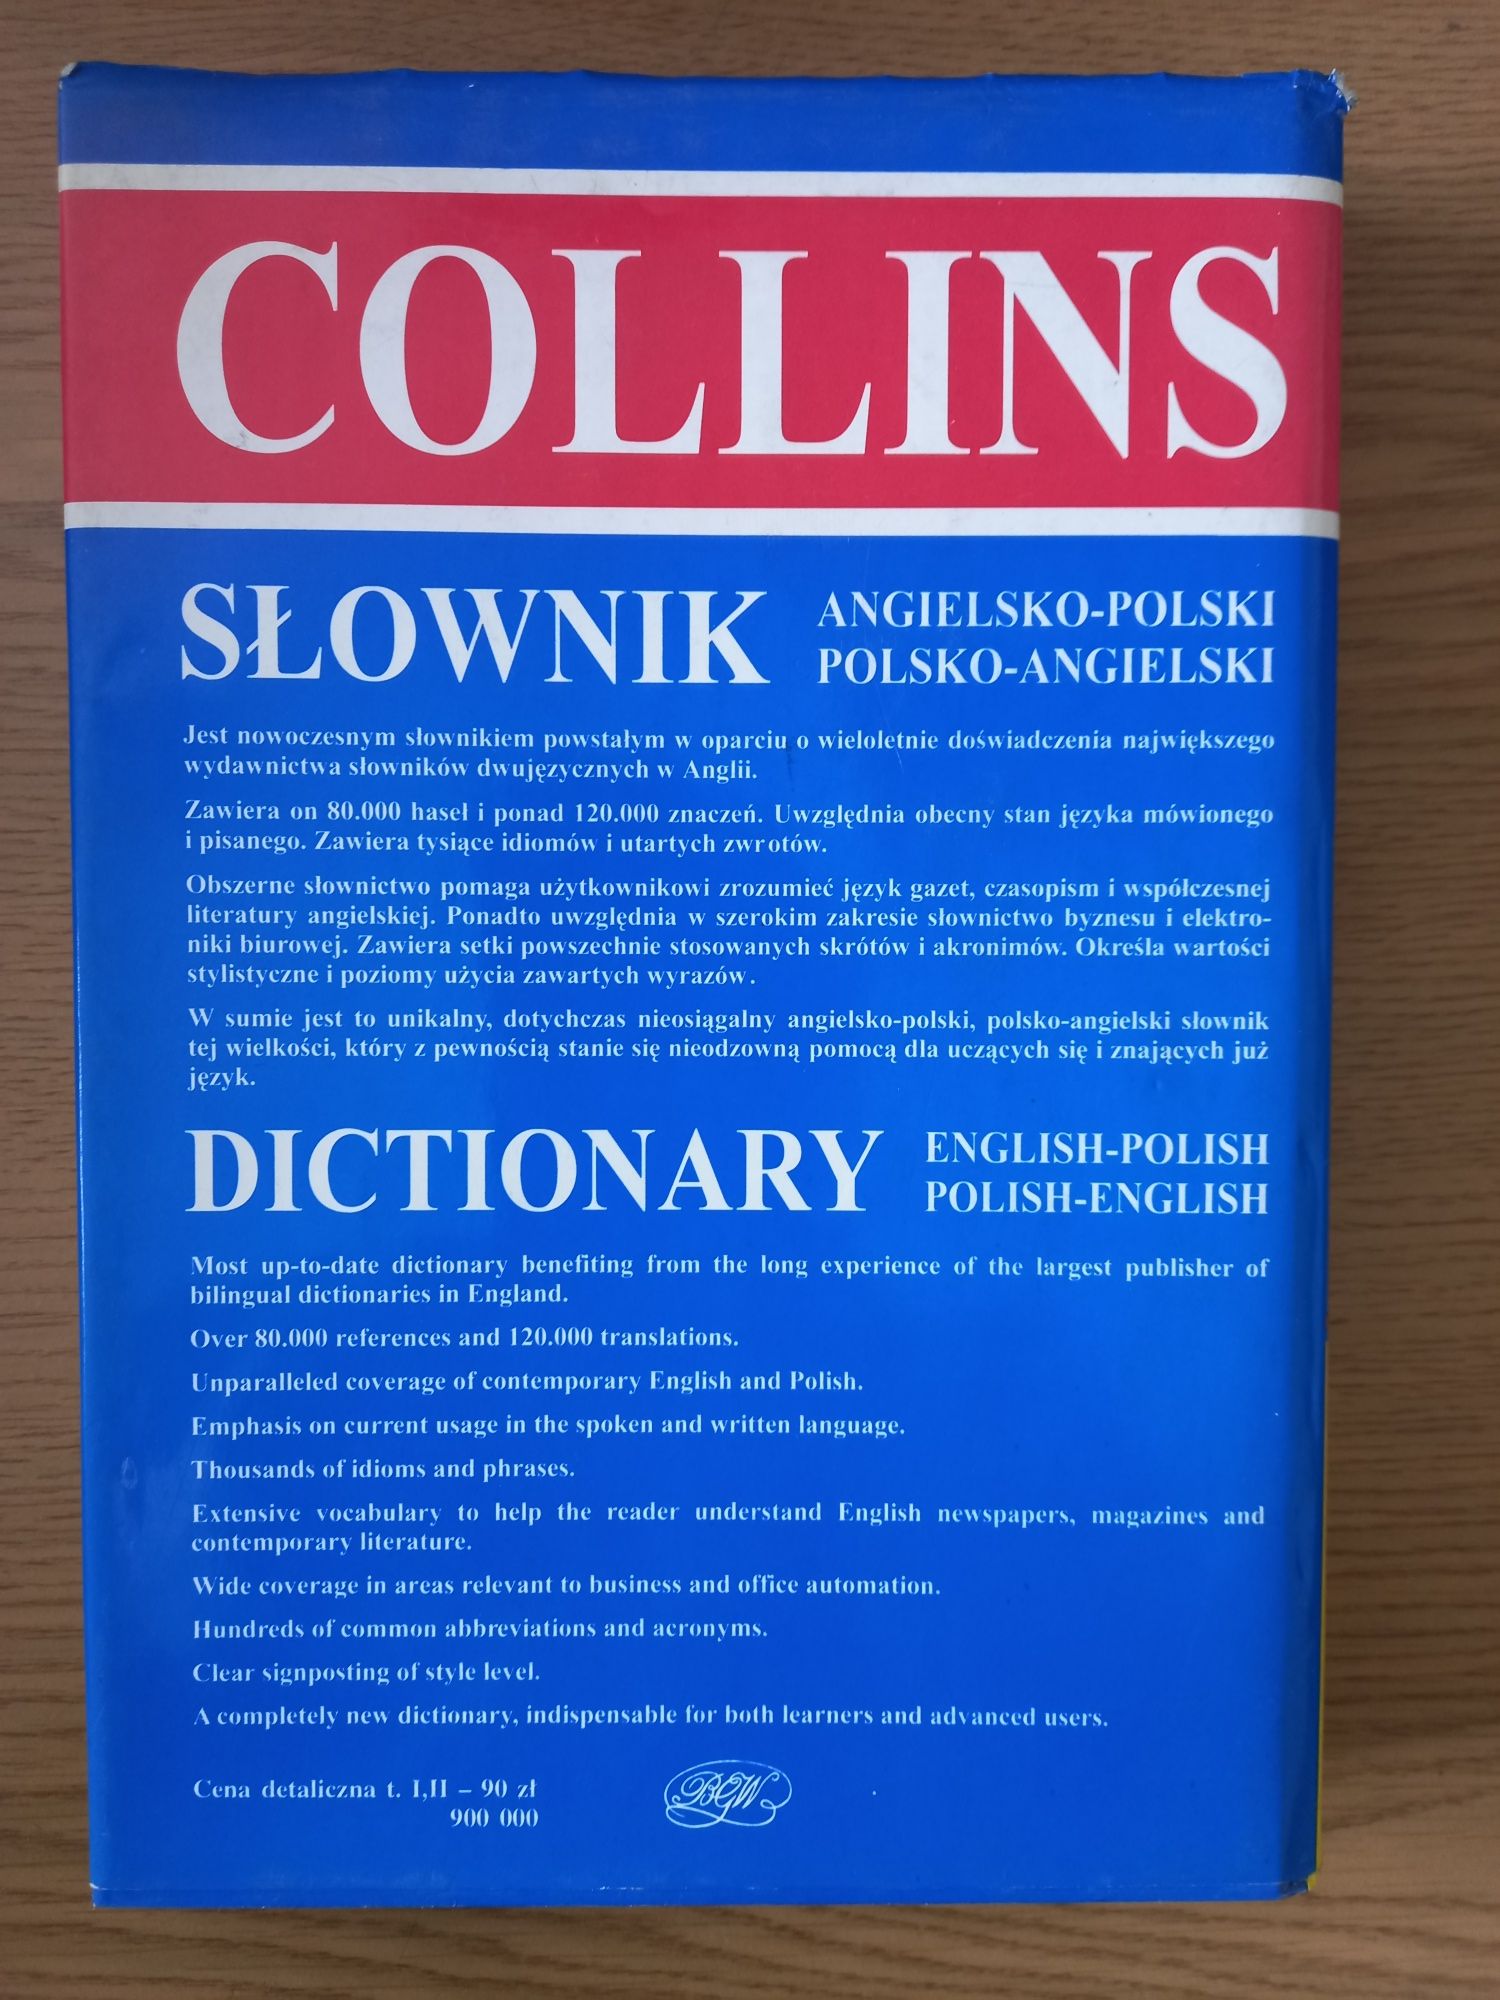 COLLINS
SŁOWNIK
ANGIELSKO-POLSKI
POLSKO-ANGIELSKI
Jest nowoczesnym słownikiem powstałym w oparciu o wieloletnie doświadczenia największego
wydawnictwa słowników dwujęzycznych w Anglii.
Zawiera on 80.000 haseł i ponad 120.000 znaczeń. Uwzględnia obecny stan języka mówionego
i pisanego. Zawiera tysiące idiomów i utartych zwrotów.
Obszerne słownictwo pomaga użytkownikowi zrozumieć język gazet, czasopism i współczesnej
literatury angielskiej. Ponadto uwzględnia w szerokim zakresie słownictwo byznesu i elektro-
niki biurowej. Zawiera setki powszechnie stosowanych skrótów i akronimów. Określa wartości
stylistyczne i poziomy użycia zawartych wyrazów.
W sumie jest to unikalny, dotychczas nieosiągalny angielsko-polski, polsko-angielski słownik
tej wielkości, który z pewnością stanie się nieodzowną pomocą dla uczących się i znających już
język.
DICTIONARY
ENGLISH-POLISH
POLISH-ENGLISH
Most up-to-date dictionary benefiting from the long experience of the largest publisher of
bilingual dictionaries in England.
Over 80.000 references and 120.000 translations.
Unparalleled coverage of contemporary English and Polish.
Emphasis on current usage in the spoken and written language.
Thousands of idioms and phrases.
Extensive vocabulary to help the reader understand English newspapers, magazines and
contemporary literature.
Wide coverage in areas relevant to business and office automation.
Hundreds of common abbreviations and acronyms.
Clear signposting of style level.
A completely new dictionary, indispensable for both learners and advanced users.
Cena detaliczna t. I,II – 90 zł
900 000
BGW